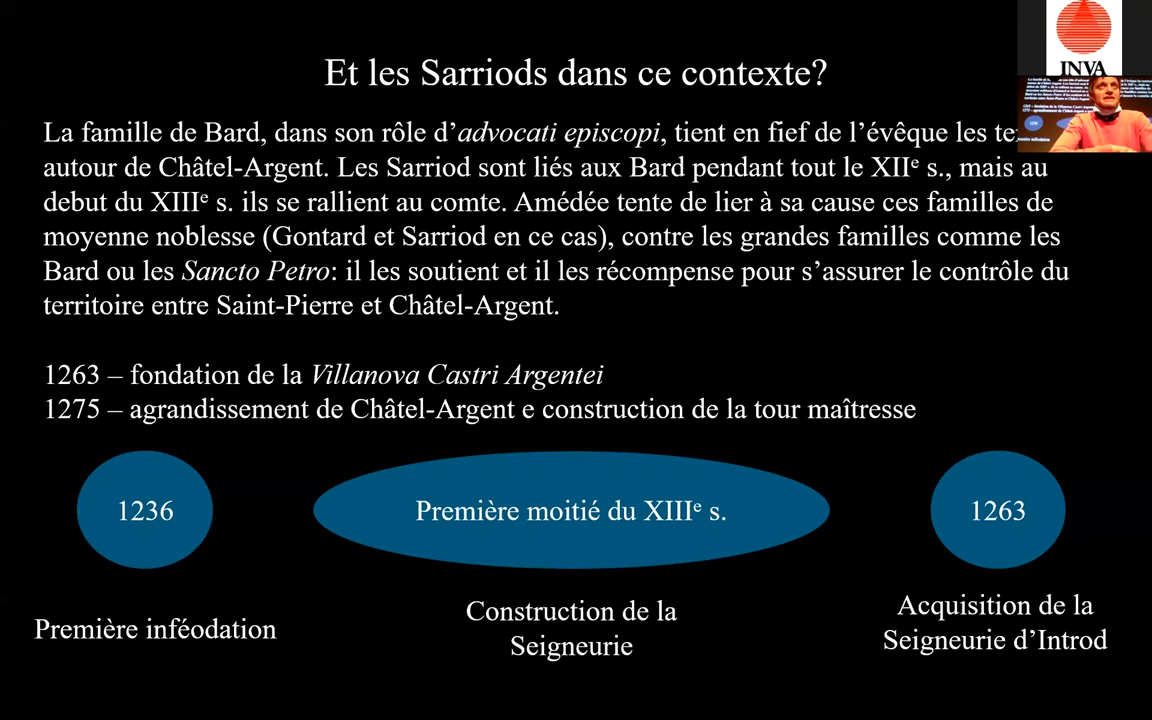 Et les Sarriods dans ce contexte?
INVA
La famille de Bard, dans son rôle d’advocati episcopi, tient en fief de l’évêque les
autour de Châtel-Argent. Les Sarriod sont liés aux Bard pendant tout le XIIᵉ s., mais au
debut du XIIIᵉ s. ils se rallient au comte. Amédée tente de lier à sa cause ces familles de
moyenne noblesse (Gontard et Sarriod en ce cas), contre les grandes familles comme les
Bard ou les Sancto Petro: il les soutient et il les récompense pour s’assurer le contrôle du
territoire entre Saint-Pierre et Châtel-Argent.
1263 – fondation de la Villanova Castri Argentei
1275 – agrandissement de Châtel-Argent e construction de la tour maîtresse
1236
Première moitié du XIIIᵉ s.
1263
Première inféodation
Construction de la
Seigneurie
Acquisition de la
Seigneurie d’Introd